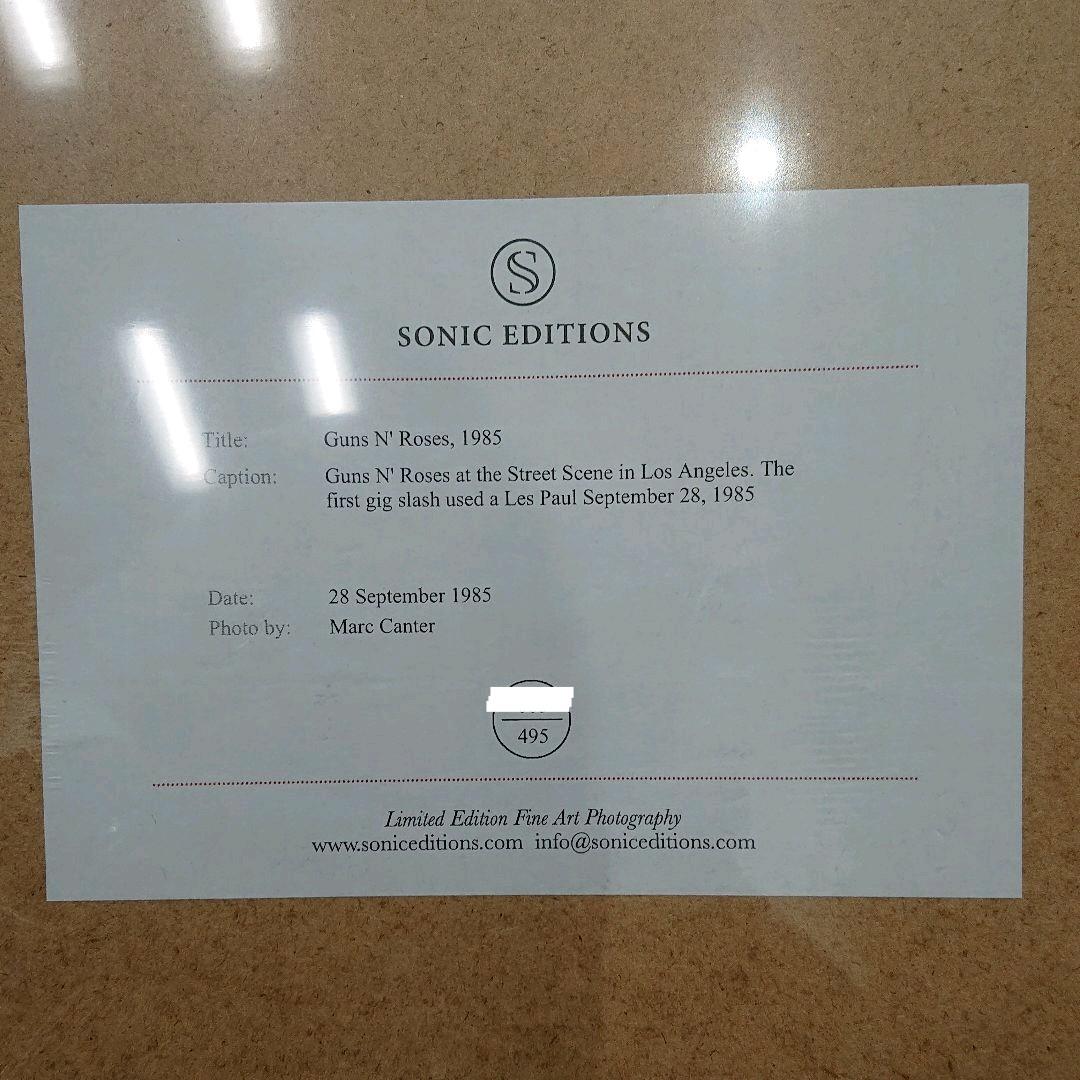 S
SONIC EDITIONS
Title: Guns N' Roses, 1985
Caption: Guns N' Roses at the Street Scene in Los Angeles. The
first gig slash used a Les Paul September 28, 1985
Date: 28 September 1985
Photo by: Marc Canter
495
Limited Edition Fine Art Photography
www.soniceditions.com info@soniceditions.com